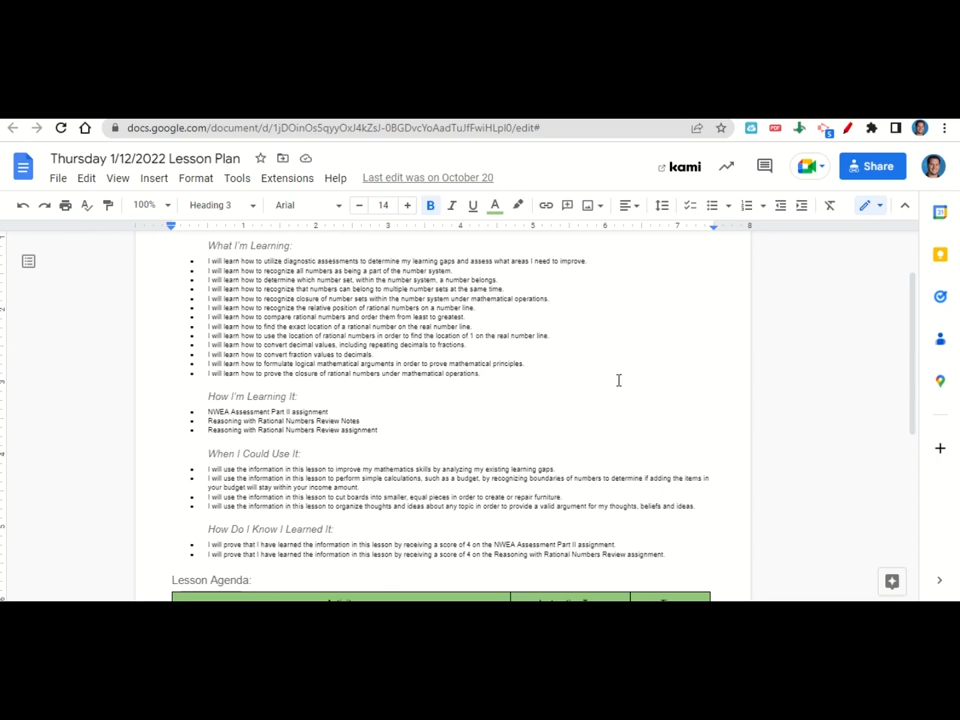 docs.google.com/document/d/1jDOinOs5qyyOxJ4kZsJ-0BGDvcYoAadTuJfFwiHLpI0/edit#
Thursday 1/12/2022 Lesson Plan
kami
Share
File Edit View Insert Format Tools Extensions Help Last edit was on October 20
100% Heading 3 Arial 14
1 2 3 4 5 6 7 8
What I'm Learning:
I will learn how to utilize diagnostic assessments to determine my learning gaps and assess what areas I need to improve.
I will learn how to recognize all numbers as being a part of the number system.
I will learn how to determine which number set, within the number system, a number belongs.
I will learn how to recognize that numbers can belong to multiple number sets at the same time.
I will learn how to recognize closure of number sets within the number system under mathematical operations.
I will learn how to recognize the relative position of rational numbers on a number line.
I will learn how to compare rational numbers and order them from least to greatest.
I will learn how to find the exact location of a rational number on the real number line.
I will learn how to use the location of rational numbers in order to find the location of 1 on the real number line.
I will learn how to convert decimal values, including repeating decimals to fractions.
I will learn how to convert fraction values to decimals.
I will learn how to formulate logical mathematical arguments in order to prove mathematical principles.
I will learn how to prove the closure of rational numbers under mathematical operations.
How I'm Learning It:
NWEA Assessment Part II assignment
Reasoning with Rational Numbers Review Notes
Reasoning with Rational Numbers Review assignment
When I Could Use It:
I will use the information in this lesson to improve my mathematics skills by analyzing my existing learning gaps.
I will use the information in this lesson to perform simple calculations, such as a budget, by recognizing boundaries of numbers to determine if adding the items in
your budget will stay within your income amount.
I will use the information in this lesson to cut boards into smaller, equal pieces in order to create or repair furniture.
I will use the information in this lesson to organize thoughts and ideas about any topic in order to provide a valid argument for my thoughts, beliefs and ideas.
How Do I Know I Learned It:
I will prove that I have learned the information in this lesson by receiving a score of 4 on the NWEA Assessment Part II assignment.
I will prove that I have learned the information in this lesson by receiving a score of 4 on the Reasoning with Rational Numbers Review assignment.
Lesson Agenda: